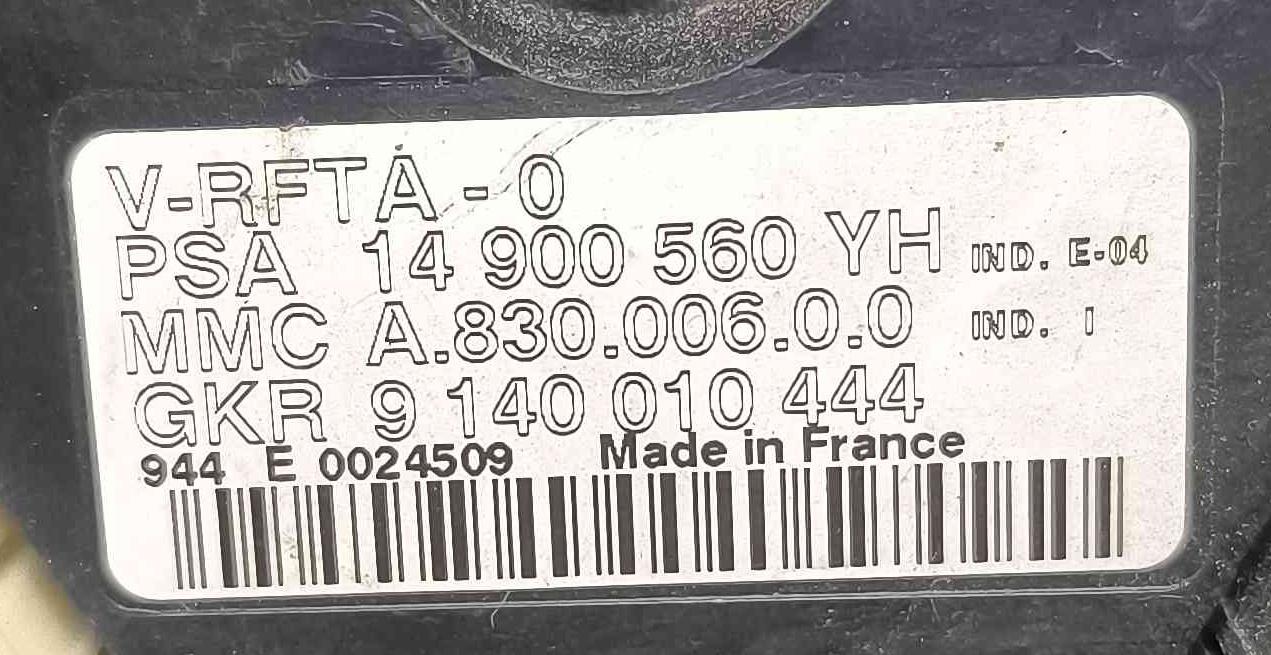 V-RFTA - 0
PSA 14 900 560 YH IND. E-04
MMC A.830.006.0.0 IND. I
GKR 9 140 010 444
944 E 0024509 Made in France